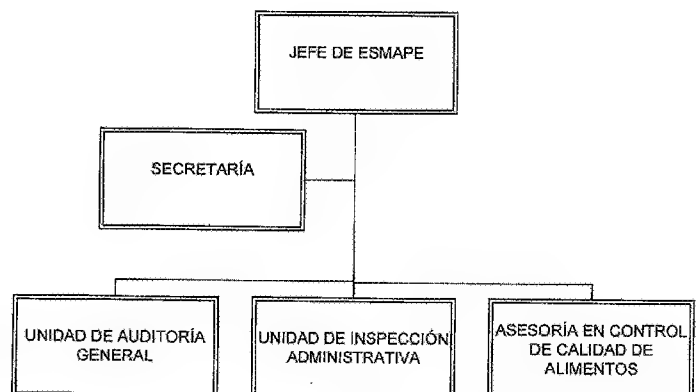 JEFE DE ESMAPE
SECRETARÍA
UNIDAD DE AUDITORÍA
GENERAL
UNIDAD DE INSPECCIÓN
ADMINISTRATIVA
ASESORÍA EN CONTROL
DE CALIDAD DE
ALIMENTOS